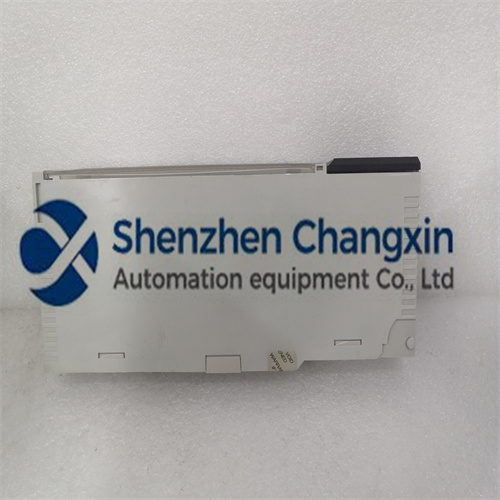 Shenzhen Changxin
Automation equipment Co., Ltd